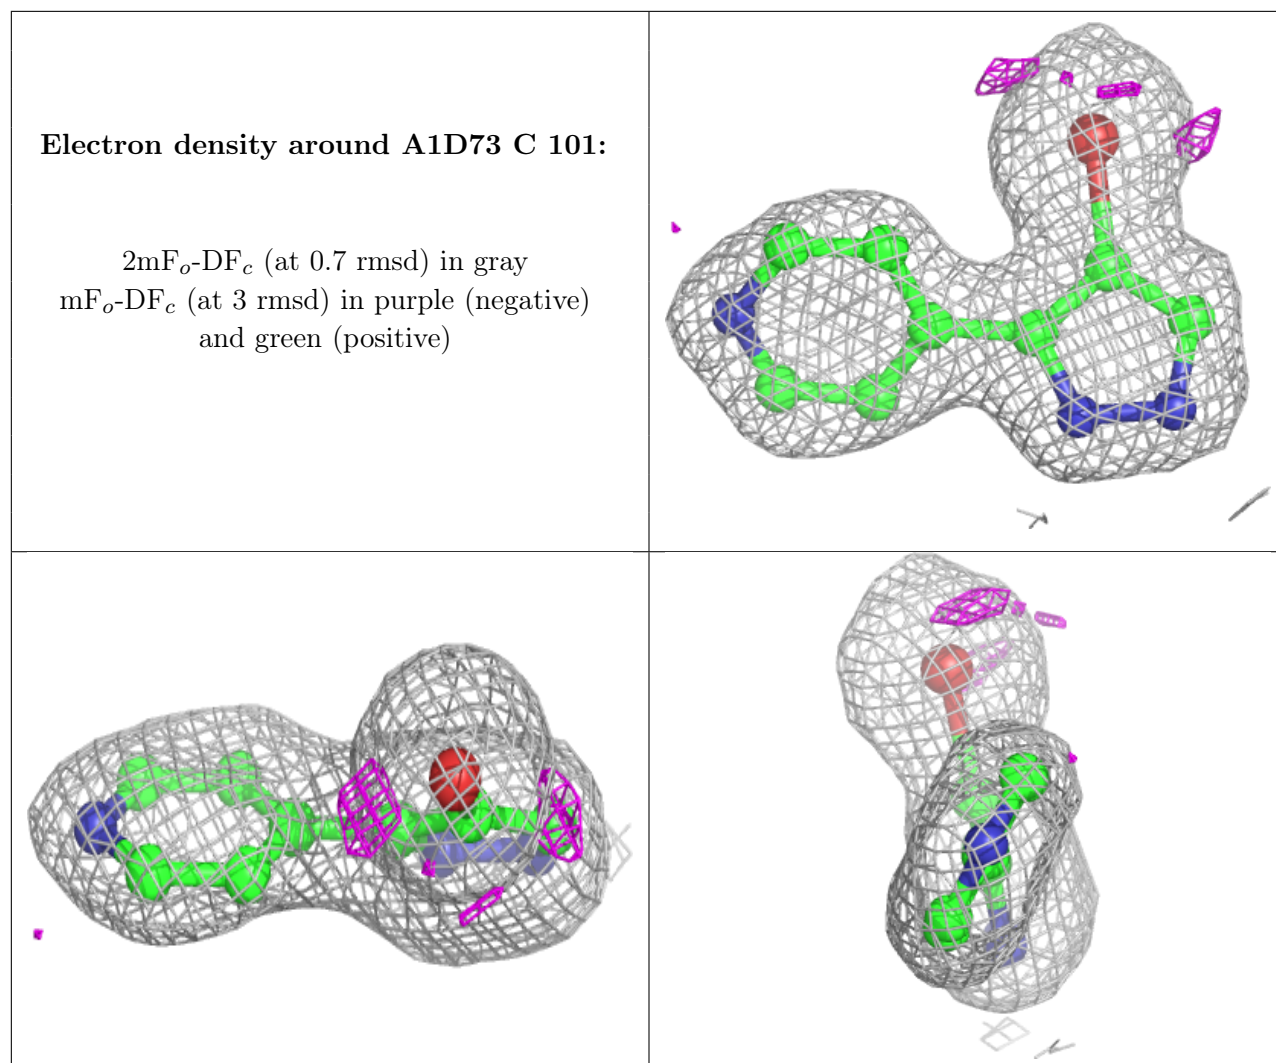 Electron density around A1D73 C 101:
2mFo-DFc (at 0.7 rmsd) in gray
mFo-DFc (at 3 rmsd) in purple (negative)
and green (positive)